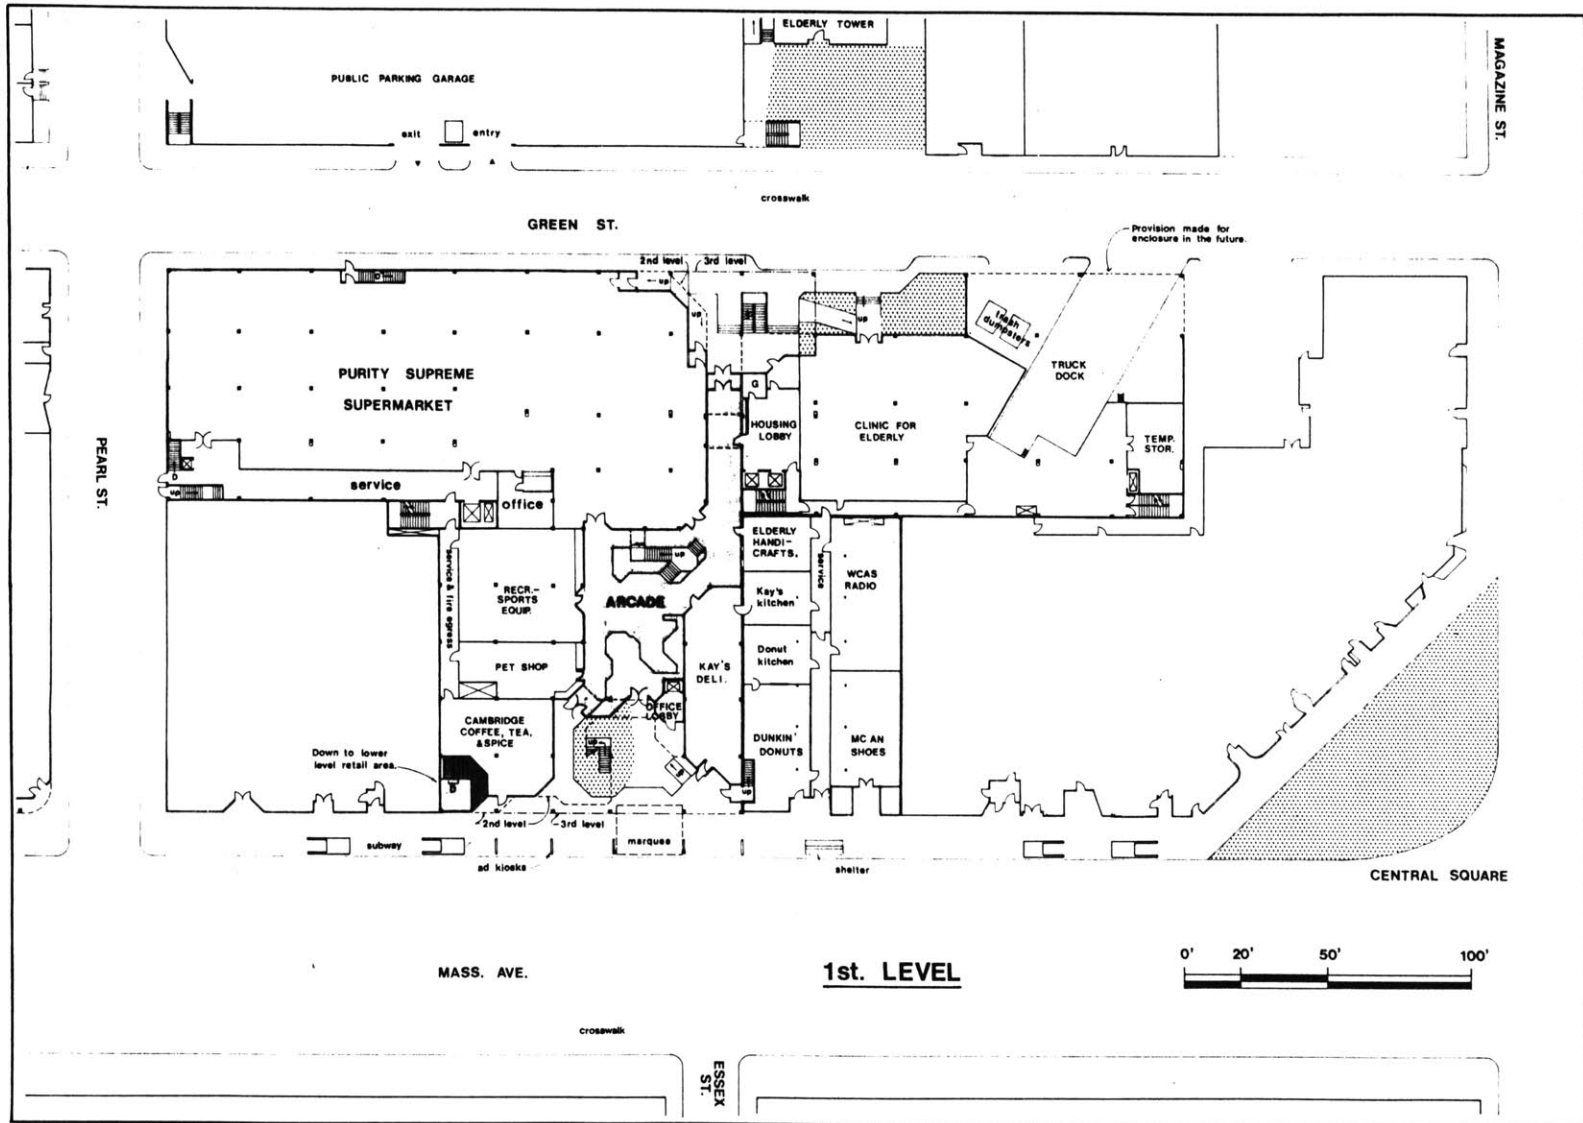 ELDERLY TOWER
MAGAZINE ST.
PUBLIC PARKING GARAGE
exit
entry
crosswalk
GREEN ST.
Provision made for
enclosure in the future.
2nd level
3rd level
up
up
up
trash
dumpsters
TRUCK
DOCK
PURITY SUPREME
SUPERMARKET
G
HOUSING
LOBBY
CLINIC FOR
ELDERLY
TEMP.
STOR.
PEARL ST.
D
up
service
office
ELDERLY
HANDI-
CRAFTS.
service & fire egress
up
service
WCAS
RADIO
RECR.-
SPORTS
EQUIP.
ARCADE
Kay's
kitchen
PET SHOP
KAY'S
DELI.
Donut
kitchen
OFFICE
LOBBY
CAMBRIDGE
COFFEE, TEA,
&SPICE
up
DUNKIN'
DONUTS
MC AN
SHOES
Down to lower
level retail area.
D
up
up
2nd level
3rd level
subway
marquee
ad kiosks
shelter
CENTRAL SQUARE
MASS. AVE.
1st. LEVEL
0' 20' 50' 100'
crosswalk
ESSEX
ST.